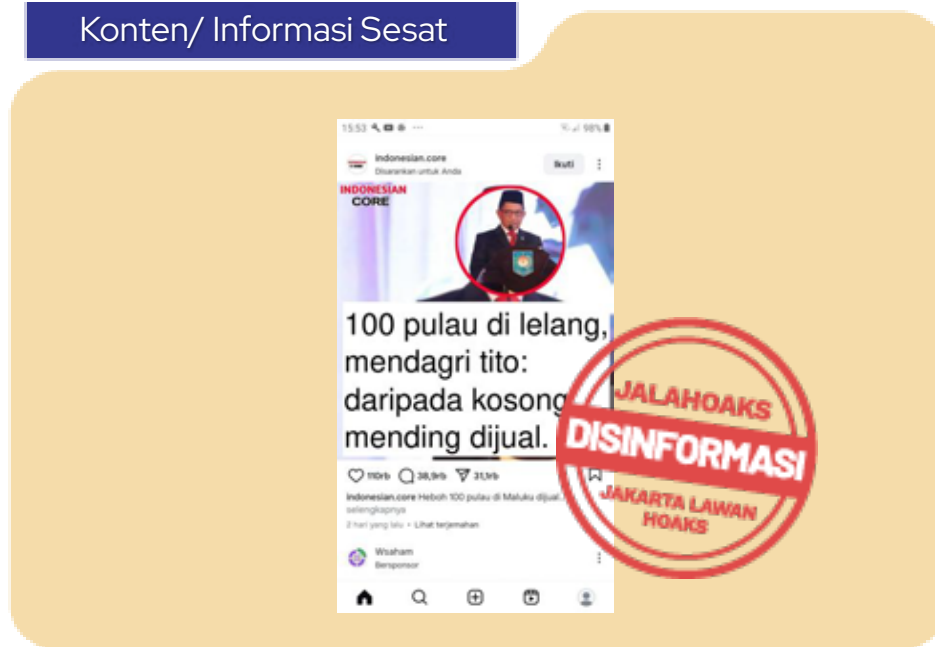 Konten/ Informasi Sesat
15:53
98%
indonesian.core
Disarankan untuk Anda
Ikuti
INDONESIAN
CORE
100 pulau di lelang,
mendagri tito:
daripada kosong
mending dijual.
JALAHOAKS
DISINFORMASI
JAKARTA LAWAN
HOAKS
110rb 38,9rb 31,1rb
indonesian.core Heboh 100 pulau di Maluku dijual...
selengkapnya
2 hari yang lalu • Lihat terjemahan
Wsaham
Bersponsor